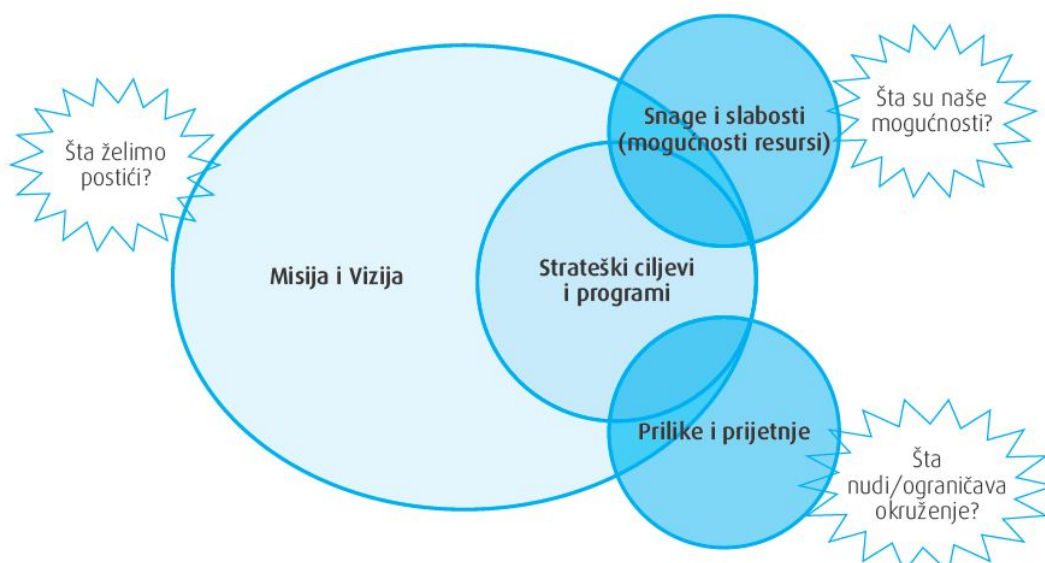 Šta želimo
postići?
Misija i Vizija
Strateški ciljevi
i programi
Snage i slabosti
(mogućnosti resursi)
Šta su naše
mogućnosti?
Prilike i prijetnje
Šta
nudi/ograničava
okruženje?